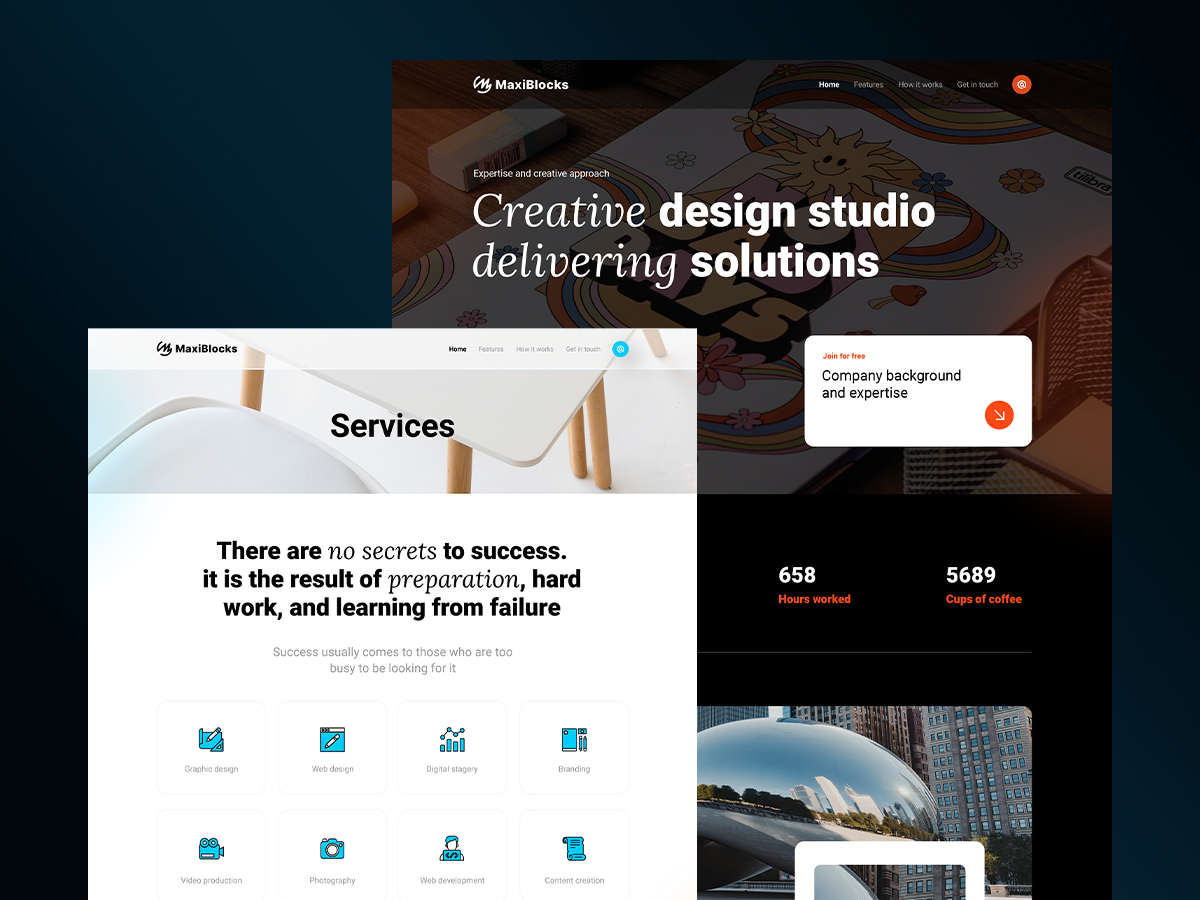 MaxiBlocks
Home Features How it works Get in touch
Expertise and creative approach
Creative design studio
delivering solutions
tilibra
Join for free
Company background
and expertise
658
Hours worked
5689
Cups of coffee
MaxiBlocks
Home Features How it works Get in touch
Services
There are no secrets to success.
it is the result of preparation, hard
work, and learning from failure
Success usually comes to those who are too
busy to be looking for it
Graphic design
Web design
Digital stagery
Branding
Video production
Photography
Web development
Content creation